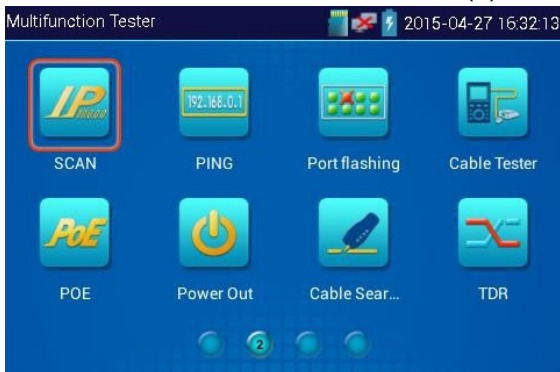 Multifunction Tester 2015-04-27 16:32:13
IP
192.168.0.1
SCAN PING Port flashing Cable Tester
PoE
POE Power Out Cable Sear... TDR
2